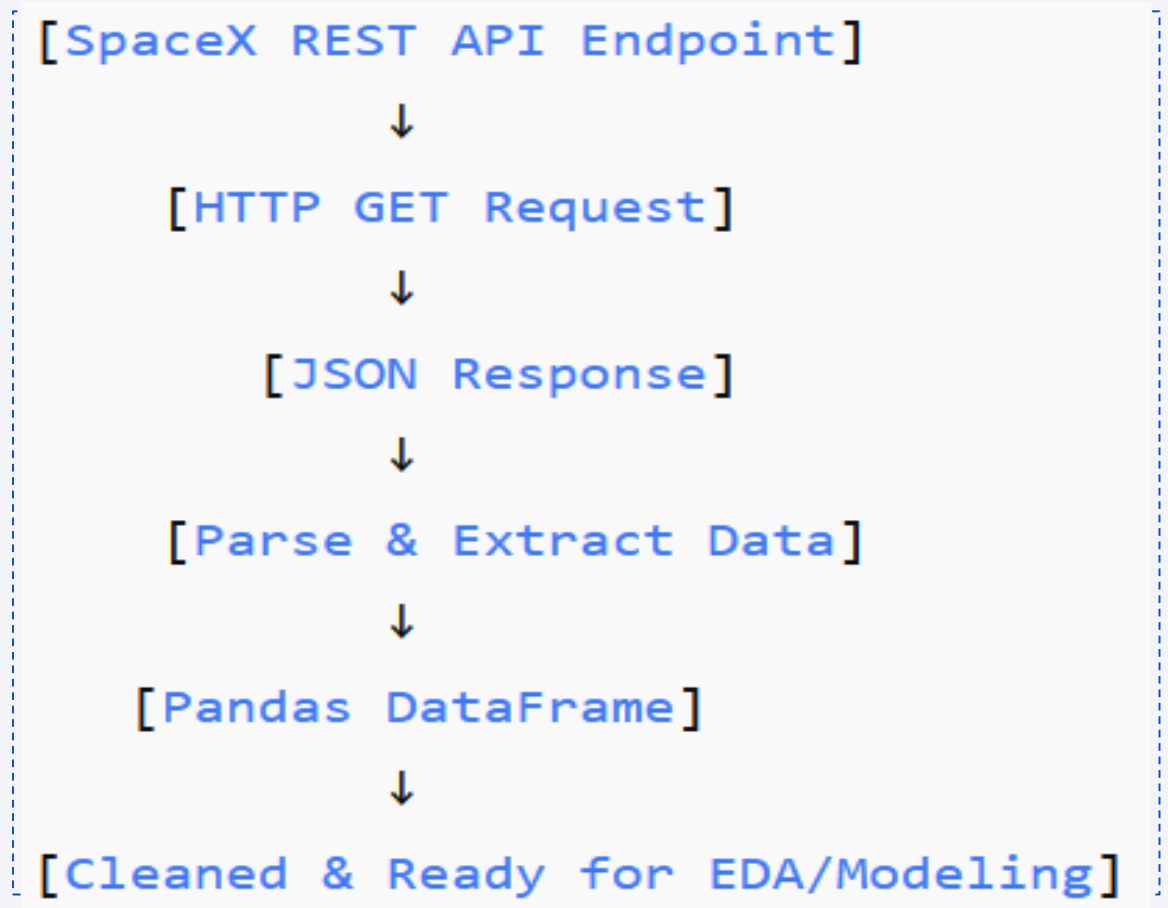 [SpaceX REST API Endpoint]
↓
[HTTP GET Request]
↓
[JSON Response]
↓
[Parse & Extract Data]
↓
[Pandas DataFrame]
↓
[Cleaned & Ready for EDA/Modeling]